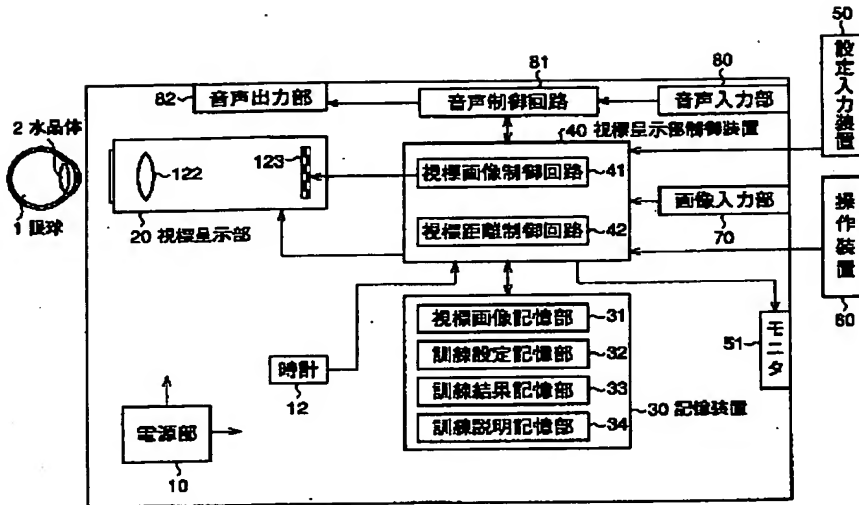 50
設定入力装置
81
80
82
音声出力部
音声制御回路
音声入力部
2 水晶体
40 視標呈示部制御装置
123
122
視標画像制御回路
41
1 眼球
画像入力部
70
操作装置
60
20 視標呈示部
視標距離制御回路
42
視標画像記憶部
31
モニタ
51
時計
12
訓練設定記憶部
32
訓練結果記憶部
33
30 記憶装置
訓練説明記憶部
34
電源部
10